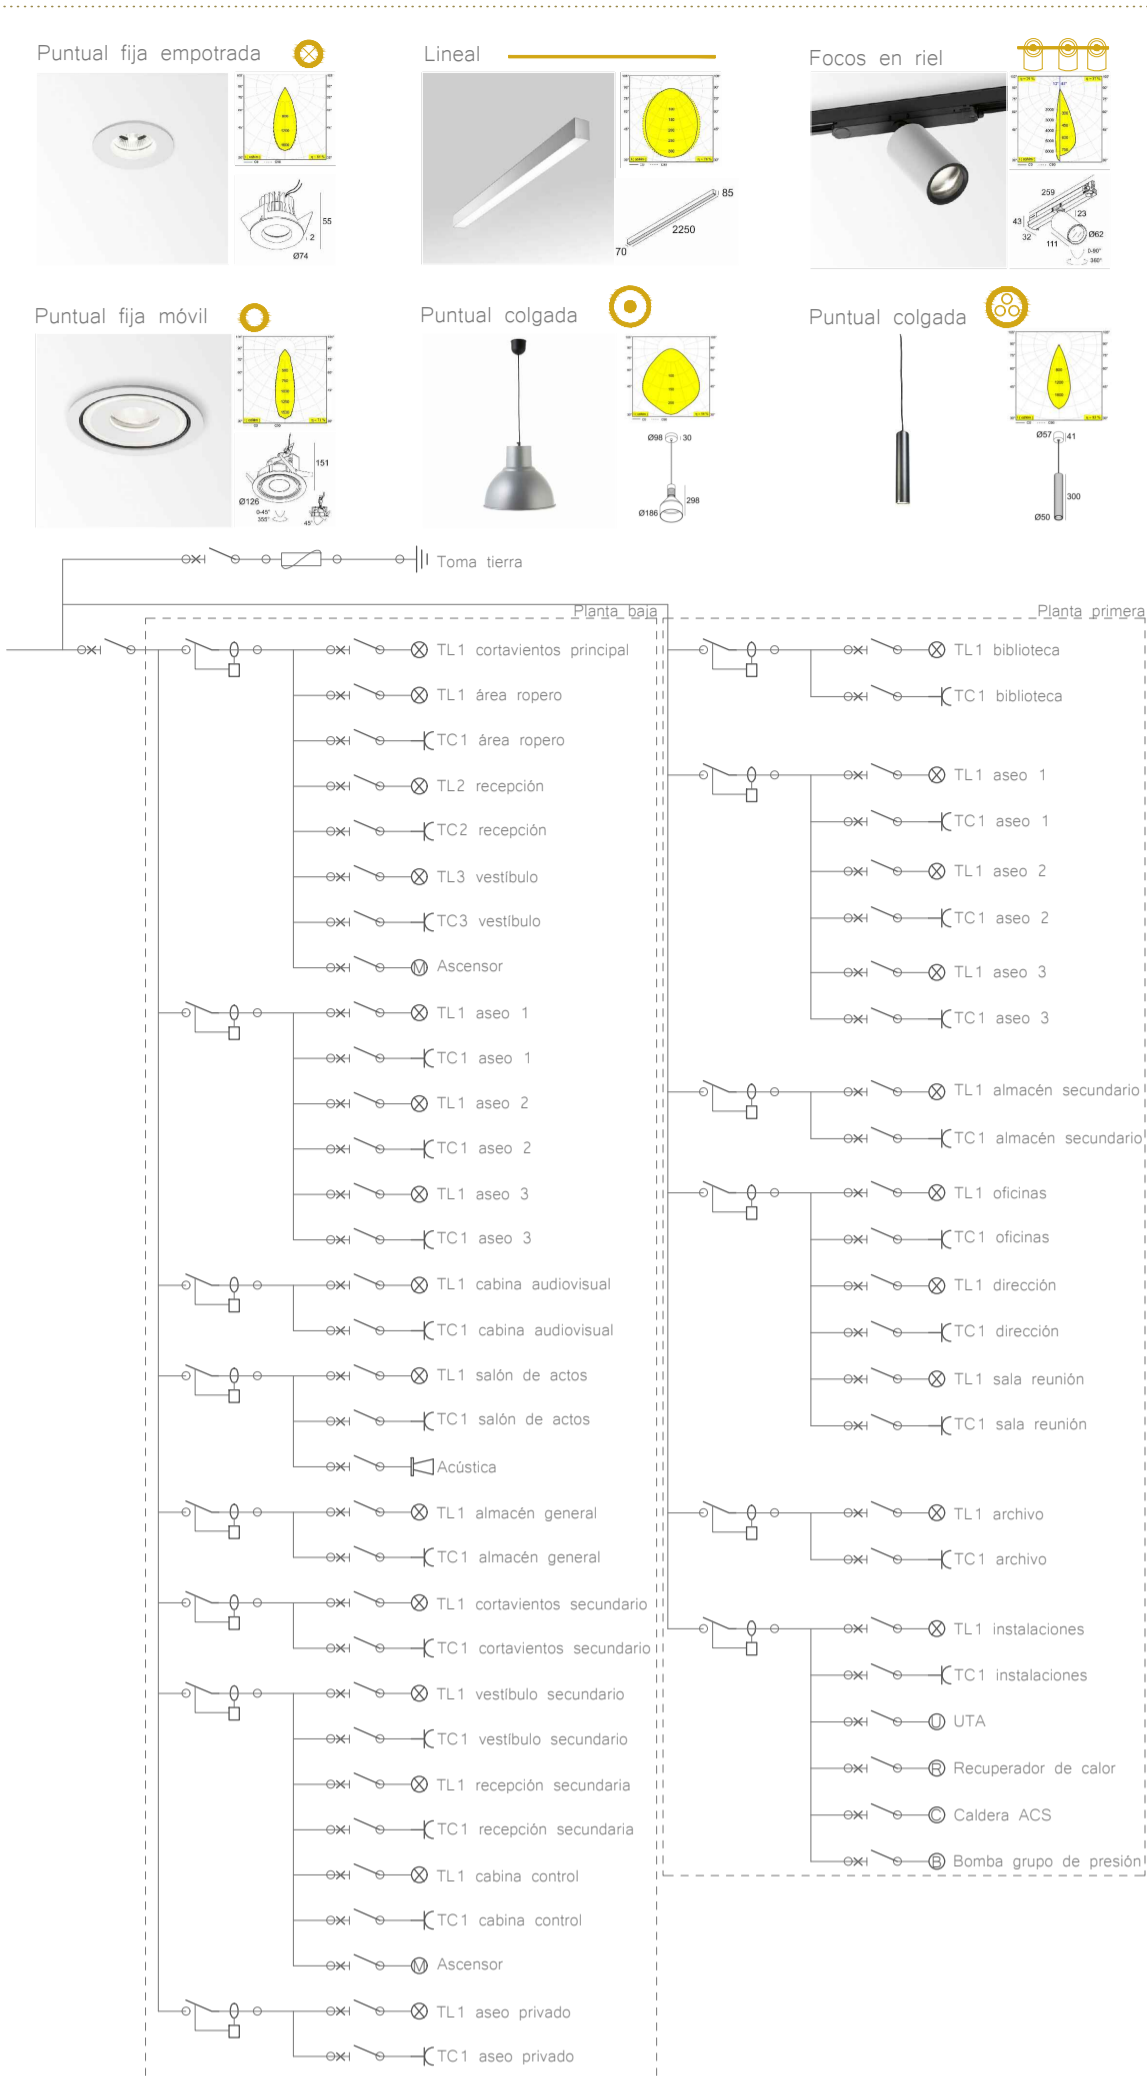 Puntual fija empotrada
Lineal
Focos en riel
55
2
Ø74
85
2250
70
259
43
23
32
111
Ø62
0-90°
360°
Puntual fija móvil
Puntual colgada
Puntual colgada
151
Ø126
0-45°
355°
45°
Ø98
30
298
Ø186
Ø57
41
300
Ø50
Toma tierra
Planta baja
TL1 cortavientos principal
TL1 área ropero
TC1 área ropero
TL2 recepción
TC2 recepción
TL3 vestíbulo
TC3 vestíbulo
M Ascensor
TL1 aseo 1
TC1 aseo 1
TL1 aseo 2
TC1 aseo 2
TL1 aseo 3
TC1 aseo 3
TL1 cabina audiovisual
TC1 cabina audiovisual
TL1 salón de actos
TC1 salón de actos
Acústica
TL1 almacén general
TC1 almacén general
TL1 cortavientos secundario
TC1 cortavientos secundario
TL1 vestíbulo secundario
TC1 vestíbulo secundario
TL1 recepción secundaria
TC1 recepción secundaria
TL1 cabina control
TC1 cabina control
M Ascensor
TL1 aseo privado
TC1 aseo privado
Planta primera
TL1 biblioteca
TC1 biblioteca
TL1 aseo 1
TC1 aseo 1
TL1 aseo 2
TC1 aseo 2
TL1 aseo 3
TC1 aseo 3
TL1 almacén secundario
TC1 almacén secundario
TL1 oficinas
TC1 oficinas
TL1 dirección
TC1 dirección
TL1 sala reunión
TC1 sala reunión
TL1 archivo
TC1 archivo
TL1 instalaciones
TC1 instalaciones
U UTA
R Recuperador de calor
C Caldera ACS
B Bomba grupo de presión